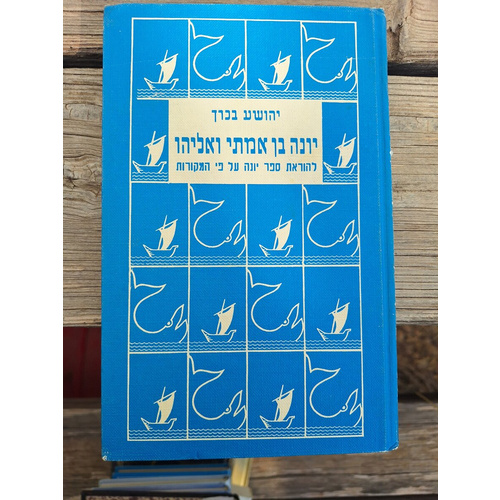 יהושע בכרך
יונה בן אמתי ואליהו
להוראת ספר יונה על פי המקורות